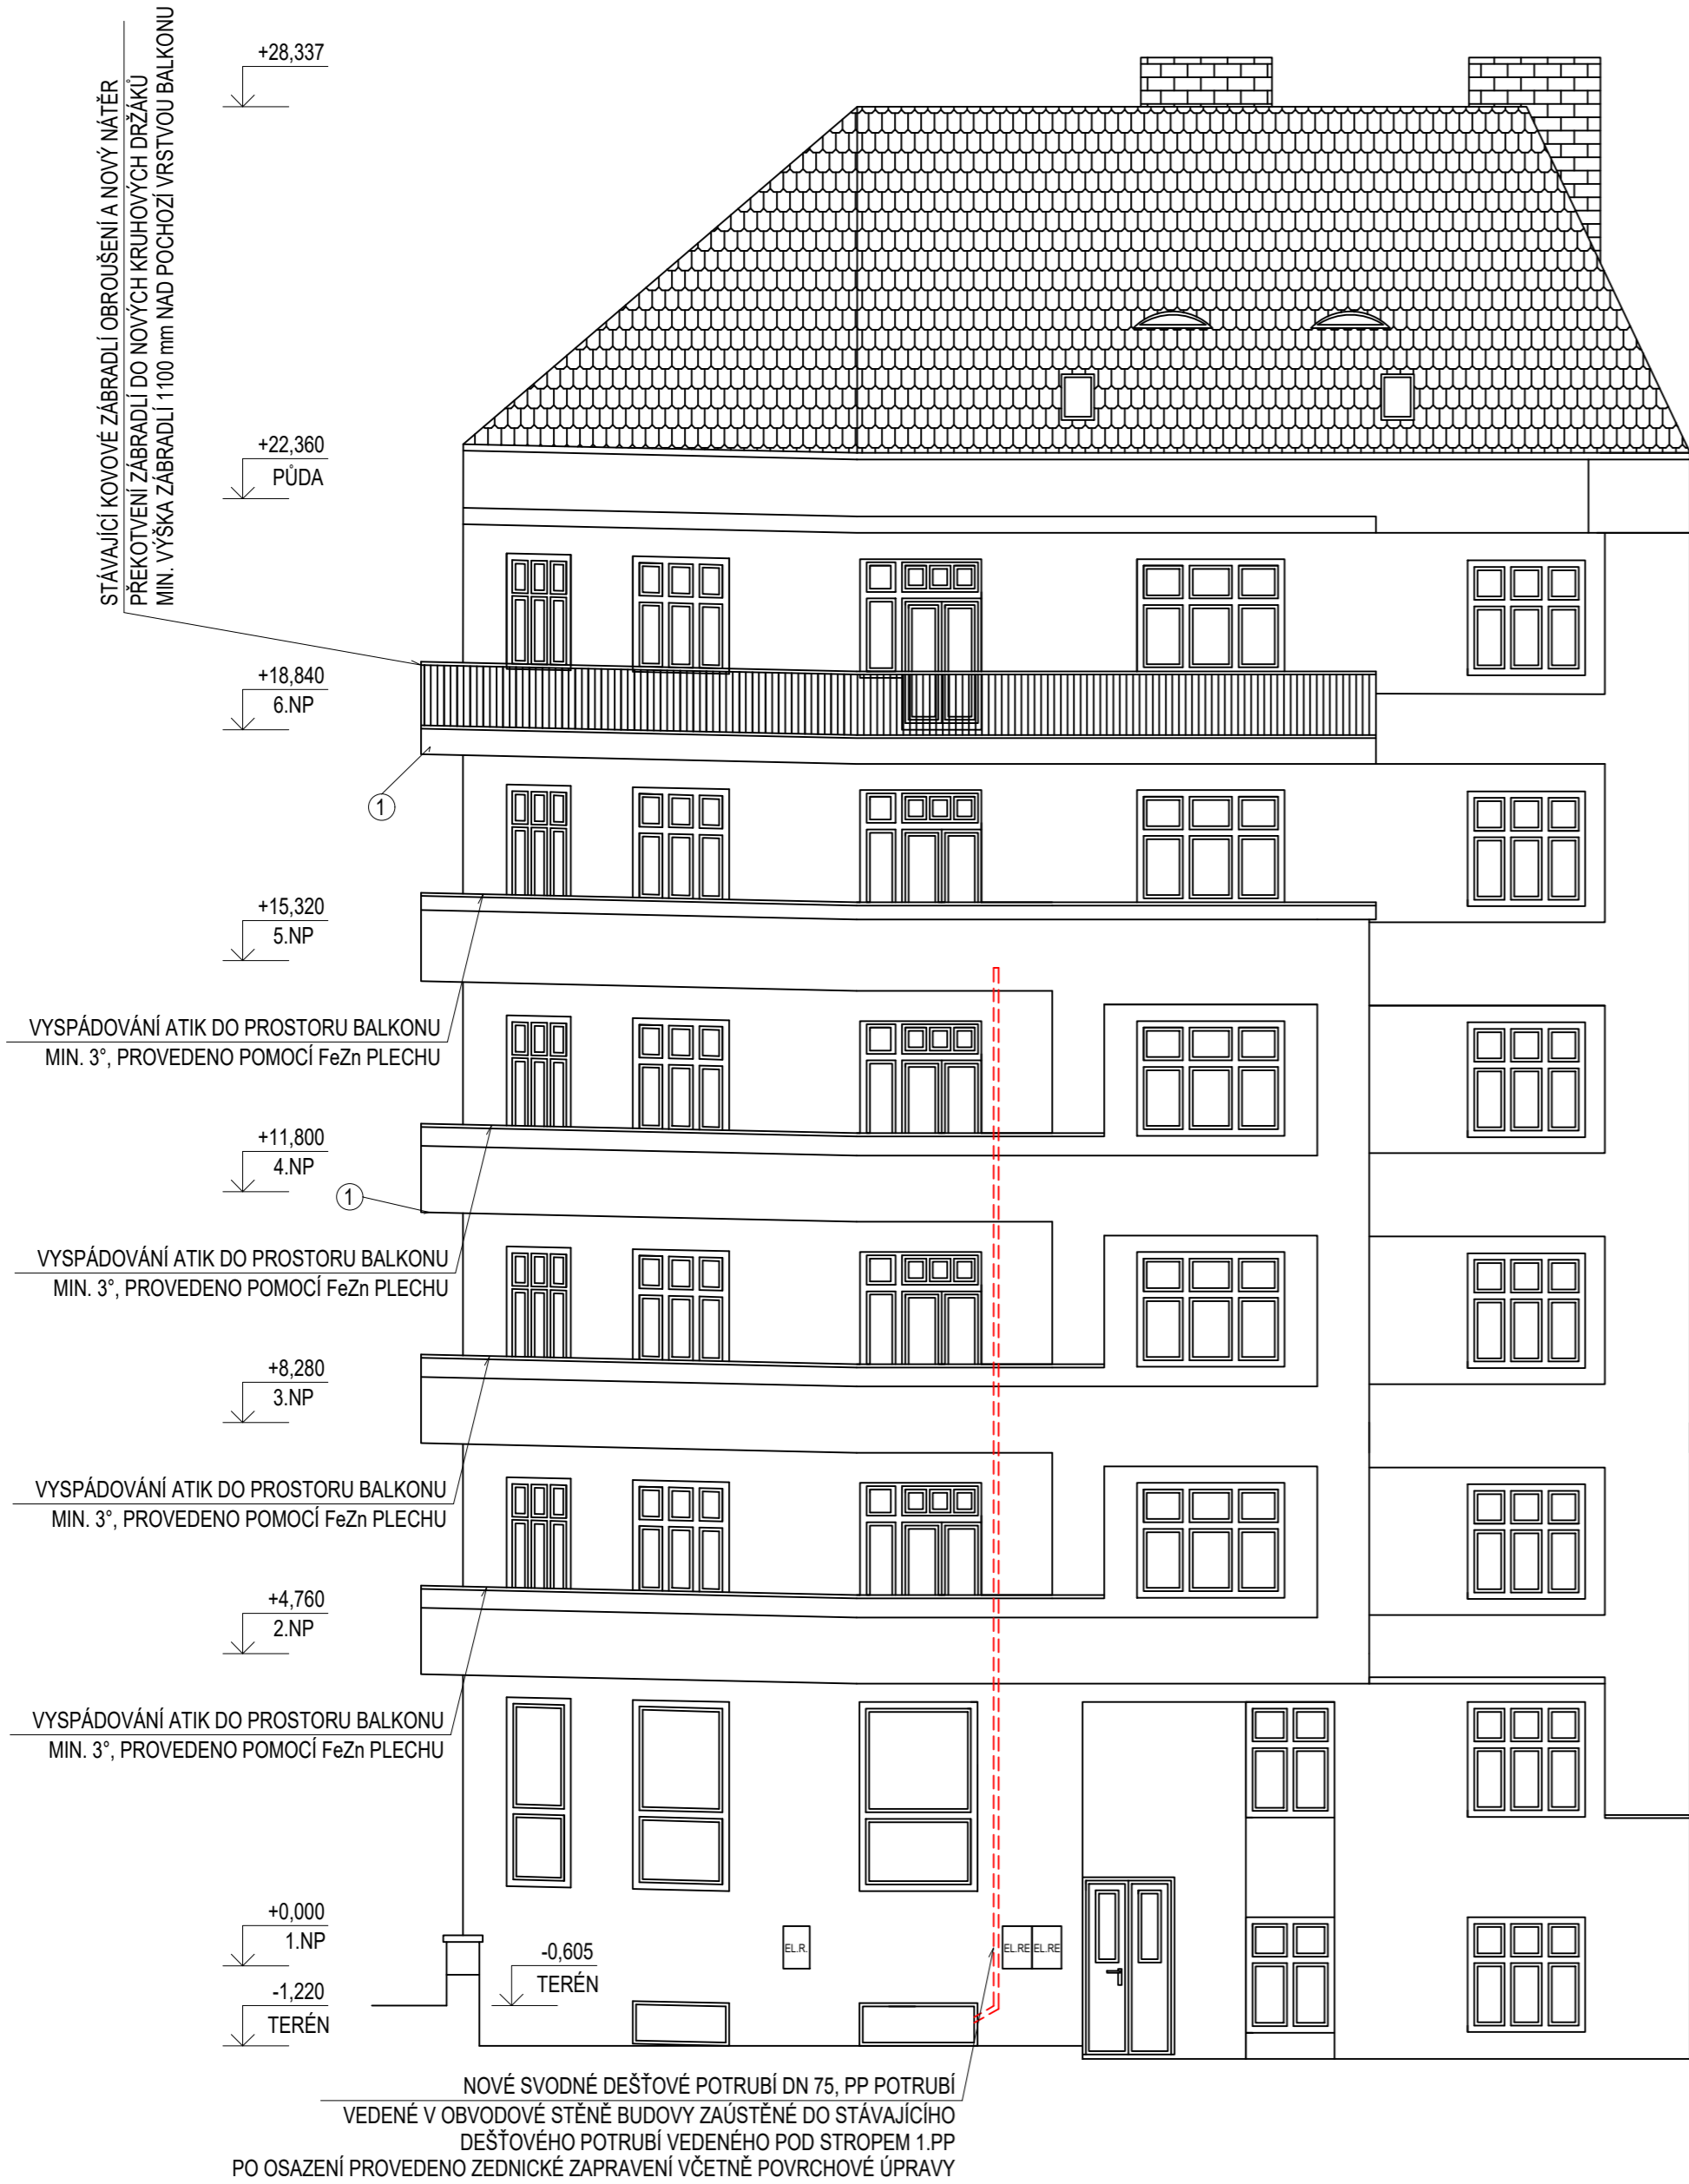 STÁVAJÍCÍ KOVOVÉ ZÁBRADLÍ OBROUŠENÍ A NOVÝ NÁTĚR
PŘEKOTVENÍ ZÁBRADLÍ DO NOVÝCH KRUHOVÝCH DRŽÁKŮ
MIN. VÝŠKA ZÁBRADLÍ 1100 mm NAD POCHOZÍ VRSTVOU BALKONU
+28,337
+22,360
PŮDA
+18,840
6.NP
1
+15,320
5.NP
VYSPÁDOVÁNÍ ATIK DO PROSTORU BALKONU
MIN. 3°, PROVEDENO POMOCÍ FeZn PLECHU
+11,800
4.NP
1
VYSPÁDOVÁNÍ ATIK DO PROSTORU BALKONU
MIN. 3°, PROVEDENO POMOCÍ FeZn PLECHU
+8,280
3.NP
VYSPÁDOVÁNÍ ATIK DO PROSTORU BALKONU
MIN. 3°, PROVEDENO POMOCÍ FeZn PLECHU
+4,760
2.NP
VYSPÁDOVÁNÍ ATIK DO PROSTORU BALKONU
MIN. 3°, PROVEDENO POMOCÍ FeZn PLECHU
+0,000
1.NP
EL.R.
EL.RE
EL.RE
-0,605
TERÉN
-1,220
TERÉN
NOVÉ SVODNÉ DEŠŤOVÉ POTRUBÍ DN 75, PP POTRUBÍ
VEDENÉ V OBVODOVÉ STĚNĚ BUDOVY ZAÚSTĚNÉ DO STÁVAJÍCÍHO
DEŠŤOVÉHO POTRUBÍ VEDENÉHO POD STROPEM 1.PP
PO OSAZENÍ PROVEDENO ZEDNICKÉ ZAPRAVENÍ VČETNĚ POVRCHOVÉ ÚPRAVY